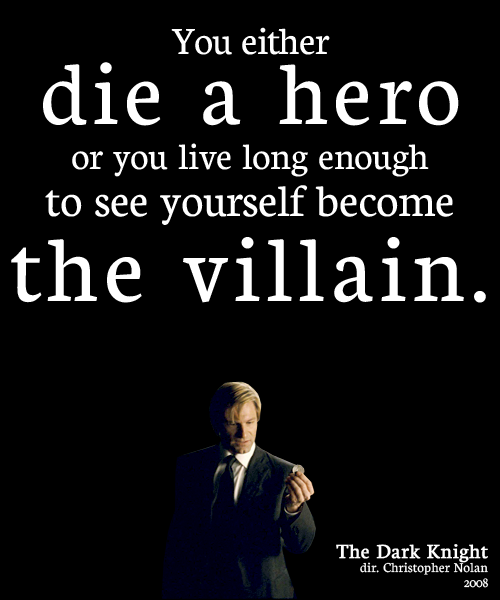 You either
die a hero
or you live long enough
to see yourself become
the villain.
The Dark Knight
dir. Christopher Nolan
2008